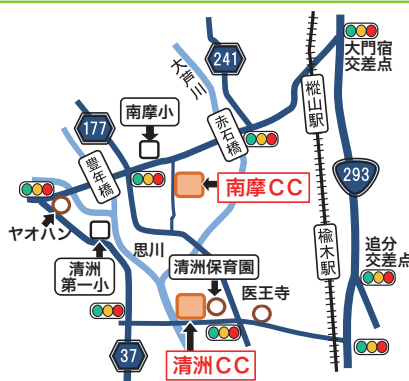 大門宿
交差点
241
大芦川
樅山駅
南摩小
177
赤石橋
豊年橋
293
南摩CC
ヤオハン
思川
楡木駅
追分
交差点
清洲
第一小
清洲保育園
医王寺
37
清洲CC